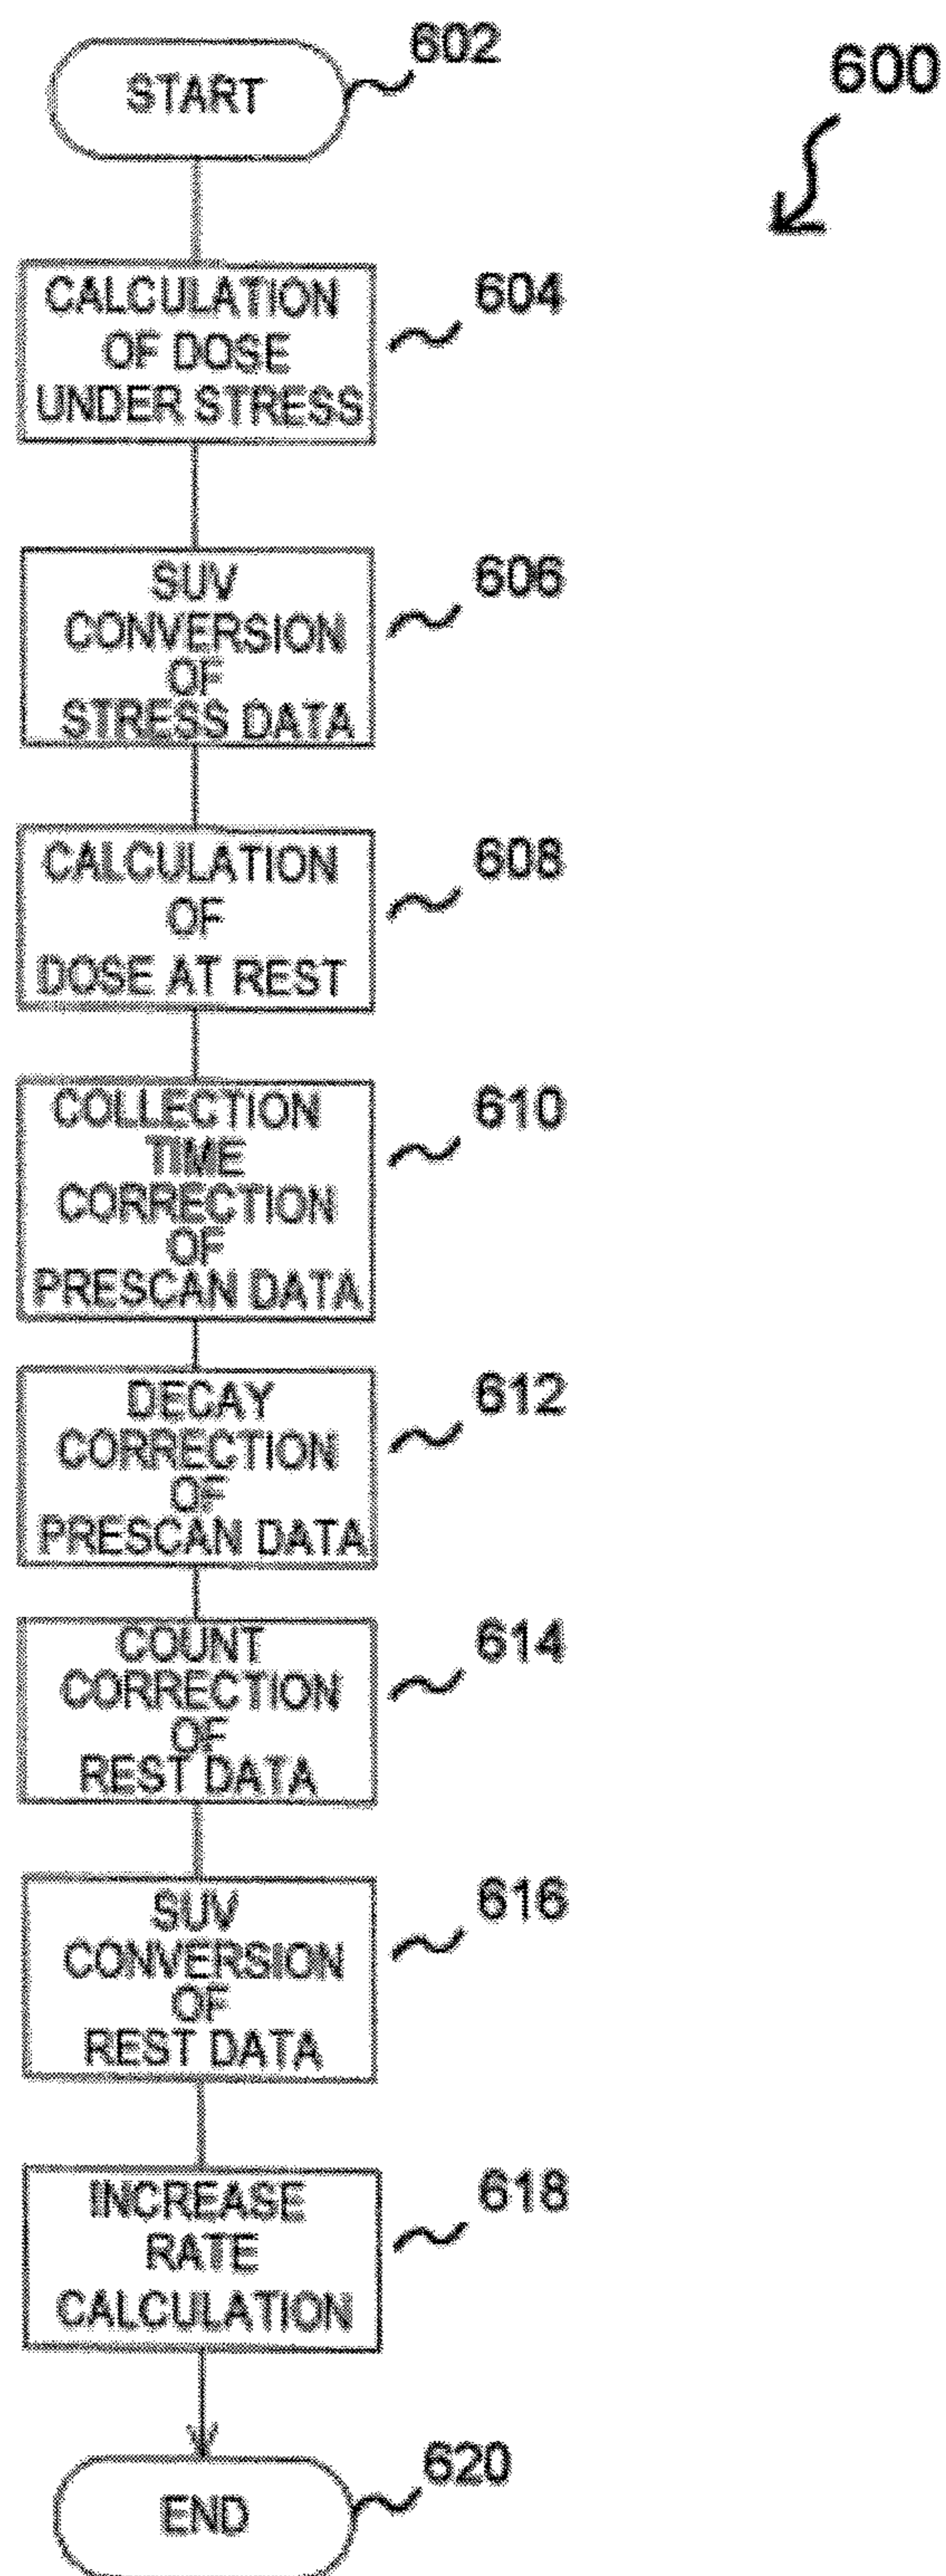 602
START
600
CALCULATION
OF DOSE
UNDER STRESS
604
SUV
CONVERSION
OF
STRESS DATA
606
CALCULATION
OF
DOSE AT REST
608
COLLECTION
TIME
CORRECTION
OF
PRESCAN DATA
610
DECAY
CORRECTION
OF
PRESCAN DATA
612
COUNT
CORRECTION
OF
REST DATA
614
SUV
CONVERSION
OF
REST DATA
616
INCREASE
RATE
CALCULATION
618
END
620